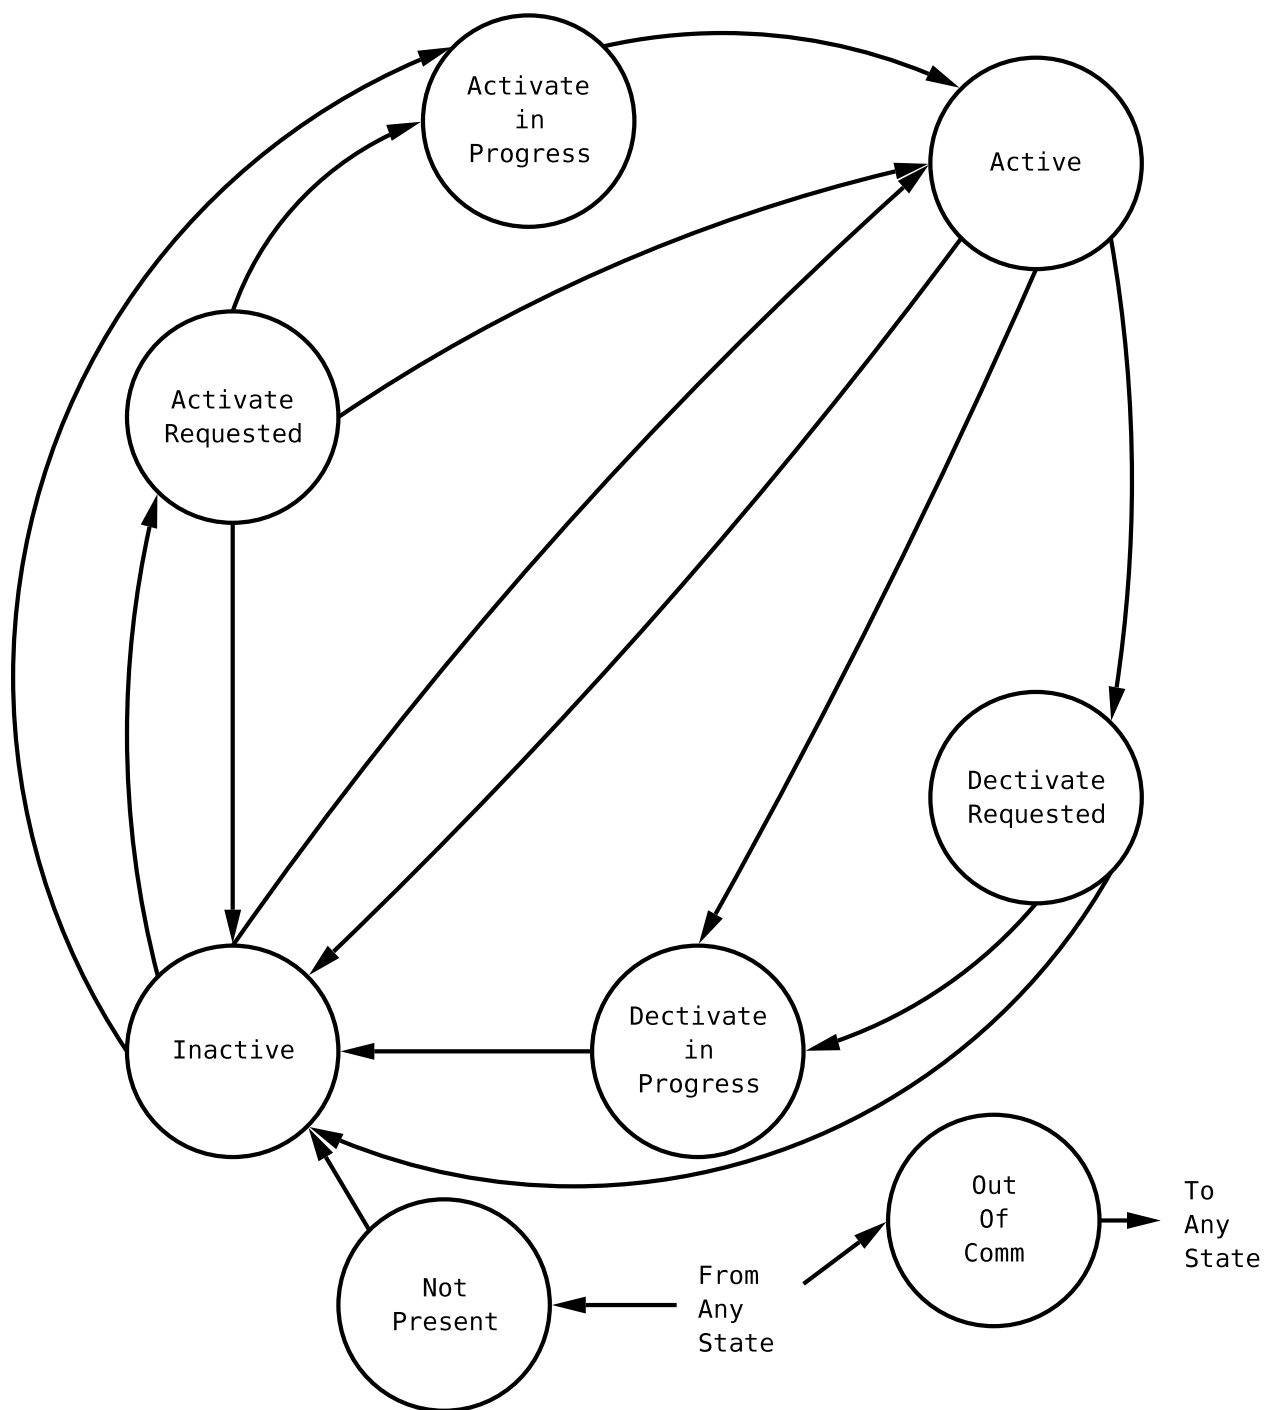 Activate
in
Progress
Active
Activate
Requested
Dectivate
Requested
Inactive
Dectivate
in
Progress
Out
Of
Comm
To
Any
State
Not
Present
From
Any
State